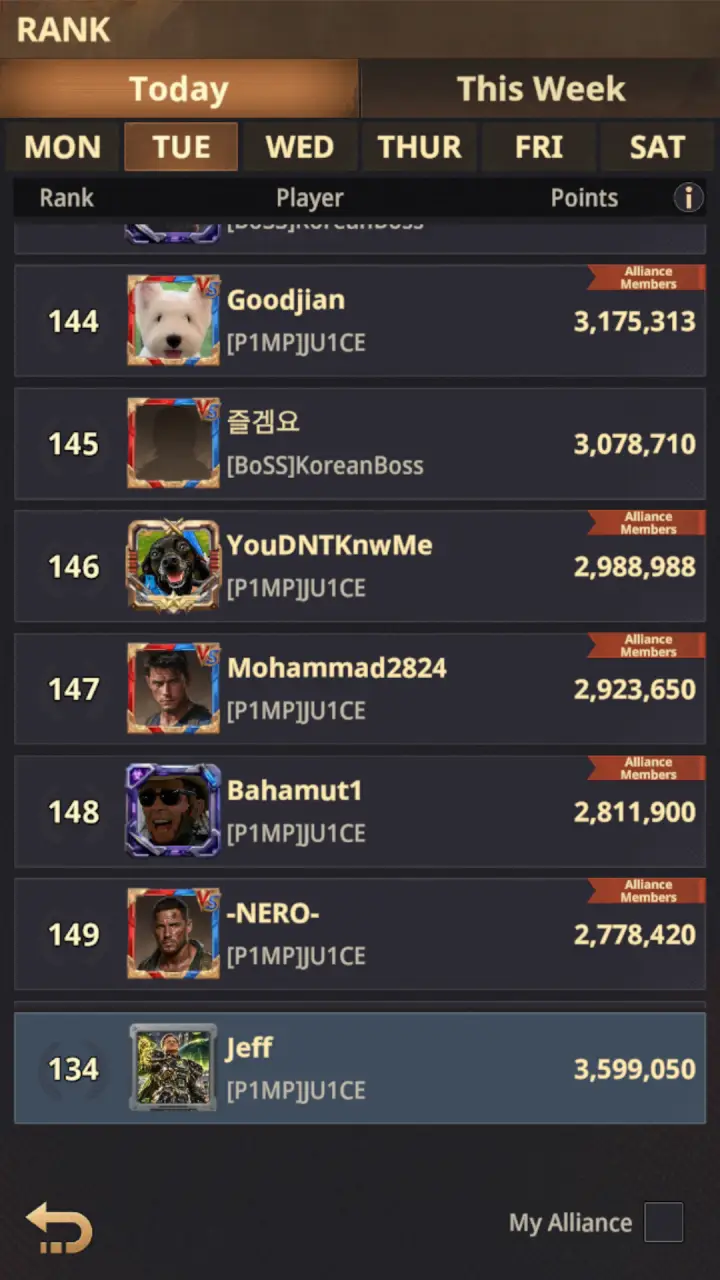 RANK
Today
This Week
MON
TUE
WED
THUR
FRI
SAT
Rank
Player
Points
[BoSS]KoreanBoss
144
Goodjian
[P1MP]JU1CE
Alliance
Members
3,175,313
145
즐겜요
[BoSS]KoreanBoss
3,078,710
146
YouDNTKnwMe
[P1MP]JU1CE
Alliance
Members
2,988,988
147
Mohammad2824
[P1MP]JU1CE
Alliance
Members
2,923,650
148
Bahamut1
[P1MP]JU1CE
Alliance
Members
2,811,900
149
-NERO-
[P1MP]JU1CE
Alliance
Members
2,778,420
134
Jeff
[P1MP]JU1CE
3,599,050
My Alliance